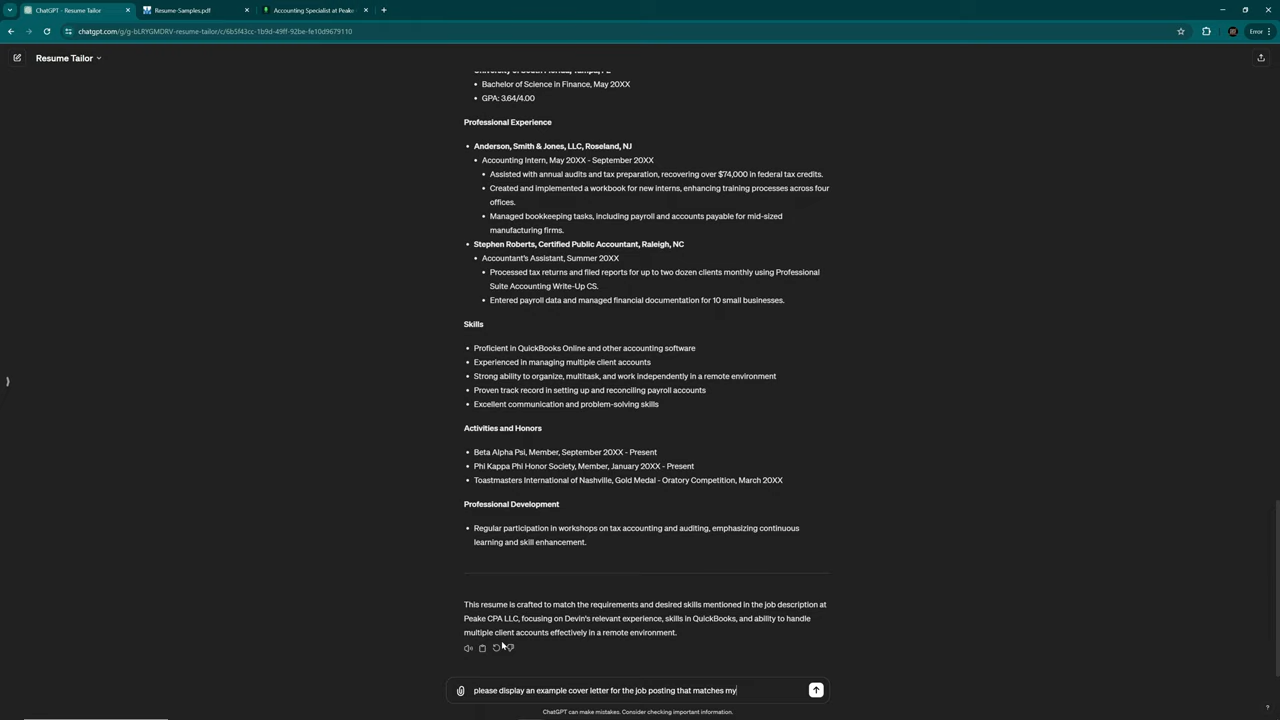 ChatGPT - Resume Tailor
Resume-Samples.pdf
Accounting Specialist at Peake
chatgpt.com/g/g-bLRYGMDRV-resume-tailor/c/6b5f43cc-1b9d-49ff-92be-fe10d9679110
Error
Resume Tailor
University of South Florida, Tampa, FL
• Bachelor of Science in Finance, May 20XX
• GPA: 3.64/4.00
Professional Experience
• Anderson, Smith & Jones, LLC, Roseland, NJ
• Accounting Intern, May 20XX - September 20XX
• Assisted with annual audits and tax preparation, recovering over $74,000 in federal tax credits.
• Created and implemented a workbook for new interns, enhancing training processes across four
offices.
• Managed bookkeeping tasks, including payroll and accounts payable for mid-sized
manufacturing firms.
• Stephen Roberts, Certified Public Accountant, Raleigh, NC
• Accountant's Assistant, Summer 20XX
• Processed tax returns and filed reports for up to two dozen clients monthly using Professional
Suite Accounting Write-Up CS.
• Entered payroll data and managed financial documentation for 10 small businesses.
Skills
• Proficient in QuickBooks Online and other accounting software
• Experienced in managing multiple client accounts
• Strong ability to organize, multitask, and work independently in a remote environment
• Proven track record in setting up and reconciling payroll accounts
• Excellent communication and problem-solving skills
Activities and Honors
• Beta Alpha Psi, Member, September 20XX - Present
• Phi Kappa Phi Honor Society, Member, January 20XX - Present
• Toastmasters International of Nashville, Gold Medal - Oratory Competition, March 20XX
Professional Development
• Regular participation in workshops on tax accounting and auditing, emphasizing continuous
learning and skill enhancement.
This resume is crafted to match the requirements and desired skills mentioned in the job description at
Peake CPA LLC, focusing on Devin's relevant experience, skills in QuickBooks, and ability to handle
multiple client accounts effectively in a remote environment.
please display an example cover letter for the job posting that matches my
ChatGPT can make mistakes. Consider checking important information.
?